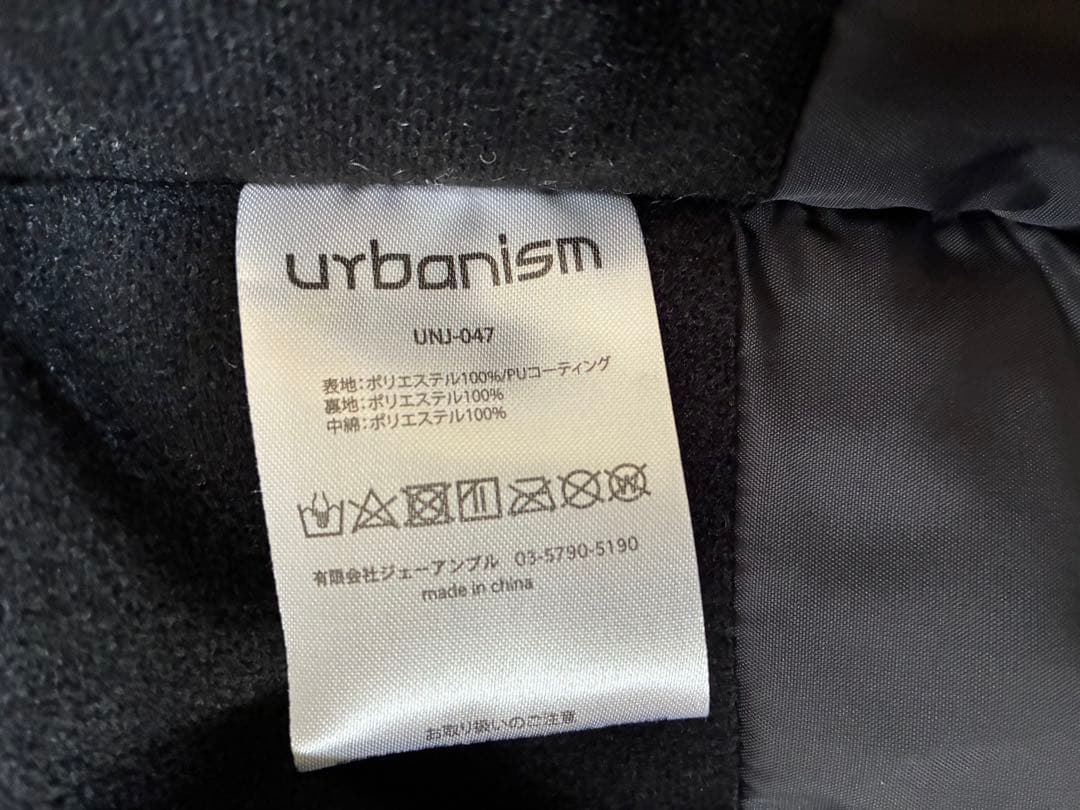 urbanism
UNJ-047
表地:ポリエステル100%/PUコーティング
裏地:ポリエステル100%
中綿:ポリエステル100%
有限会社ジェーアンブル 03-5790-5190
made in china
お取り扱いのご注意